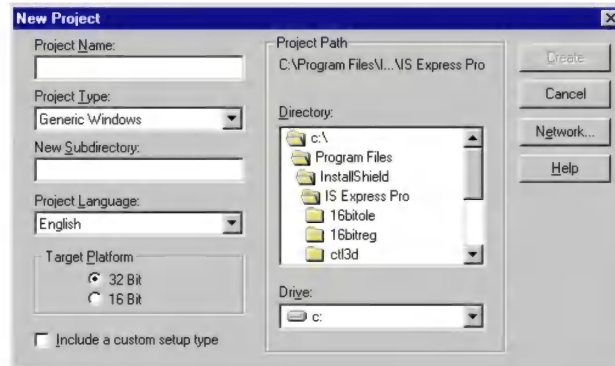 New Project
Project Name:
Project Type:
Generic Windows
New Subdirectory:
Project Language:
English
Target Platform
32 Bit
16 Bit
Include a custom setup type
Project Path
C:\Program Files\I...\IS Express Pro
Directory:
c:\
Program Files
InstallShield
IS Express Pro
16bitole
16bitreg
ctl3d
Drive:
c:
Create
Cancel
Network...
Help